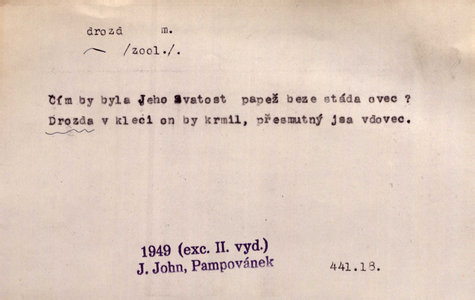 drozd m.
/zool./.
Čím by byla Jeho Svatost papež beze stáda ovec ?
Drozda v kleci on by krmil, přesmutný jsa vdovec.
1949 (exc. II. vyd.)
J. John, Pampovánek
441.18.